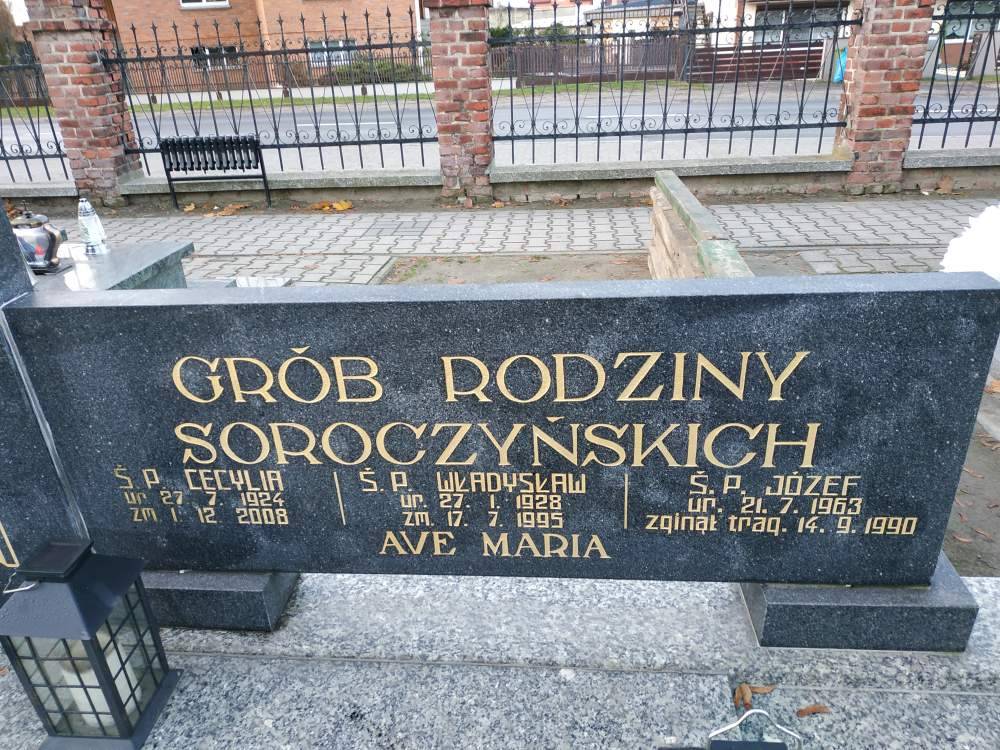 GRÓB RODZINY
SOROCZYŃSKICH
Ś. P. CECYLIA
ur 27. 7. 1924
zm 1. 12. 2008
Ś. P. WŁADYSŁAW
ur. 27. 1. 1928
zm. 17. 7. 1995
Ś. P. JÓZEF
ur. 21. 7. 1963
zginął trag. 14. 9. 1990
AVE MARIA